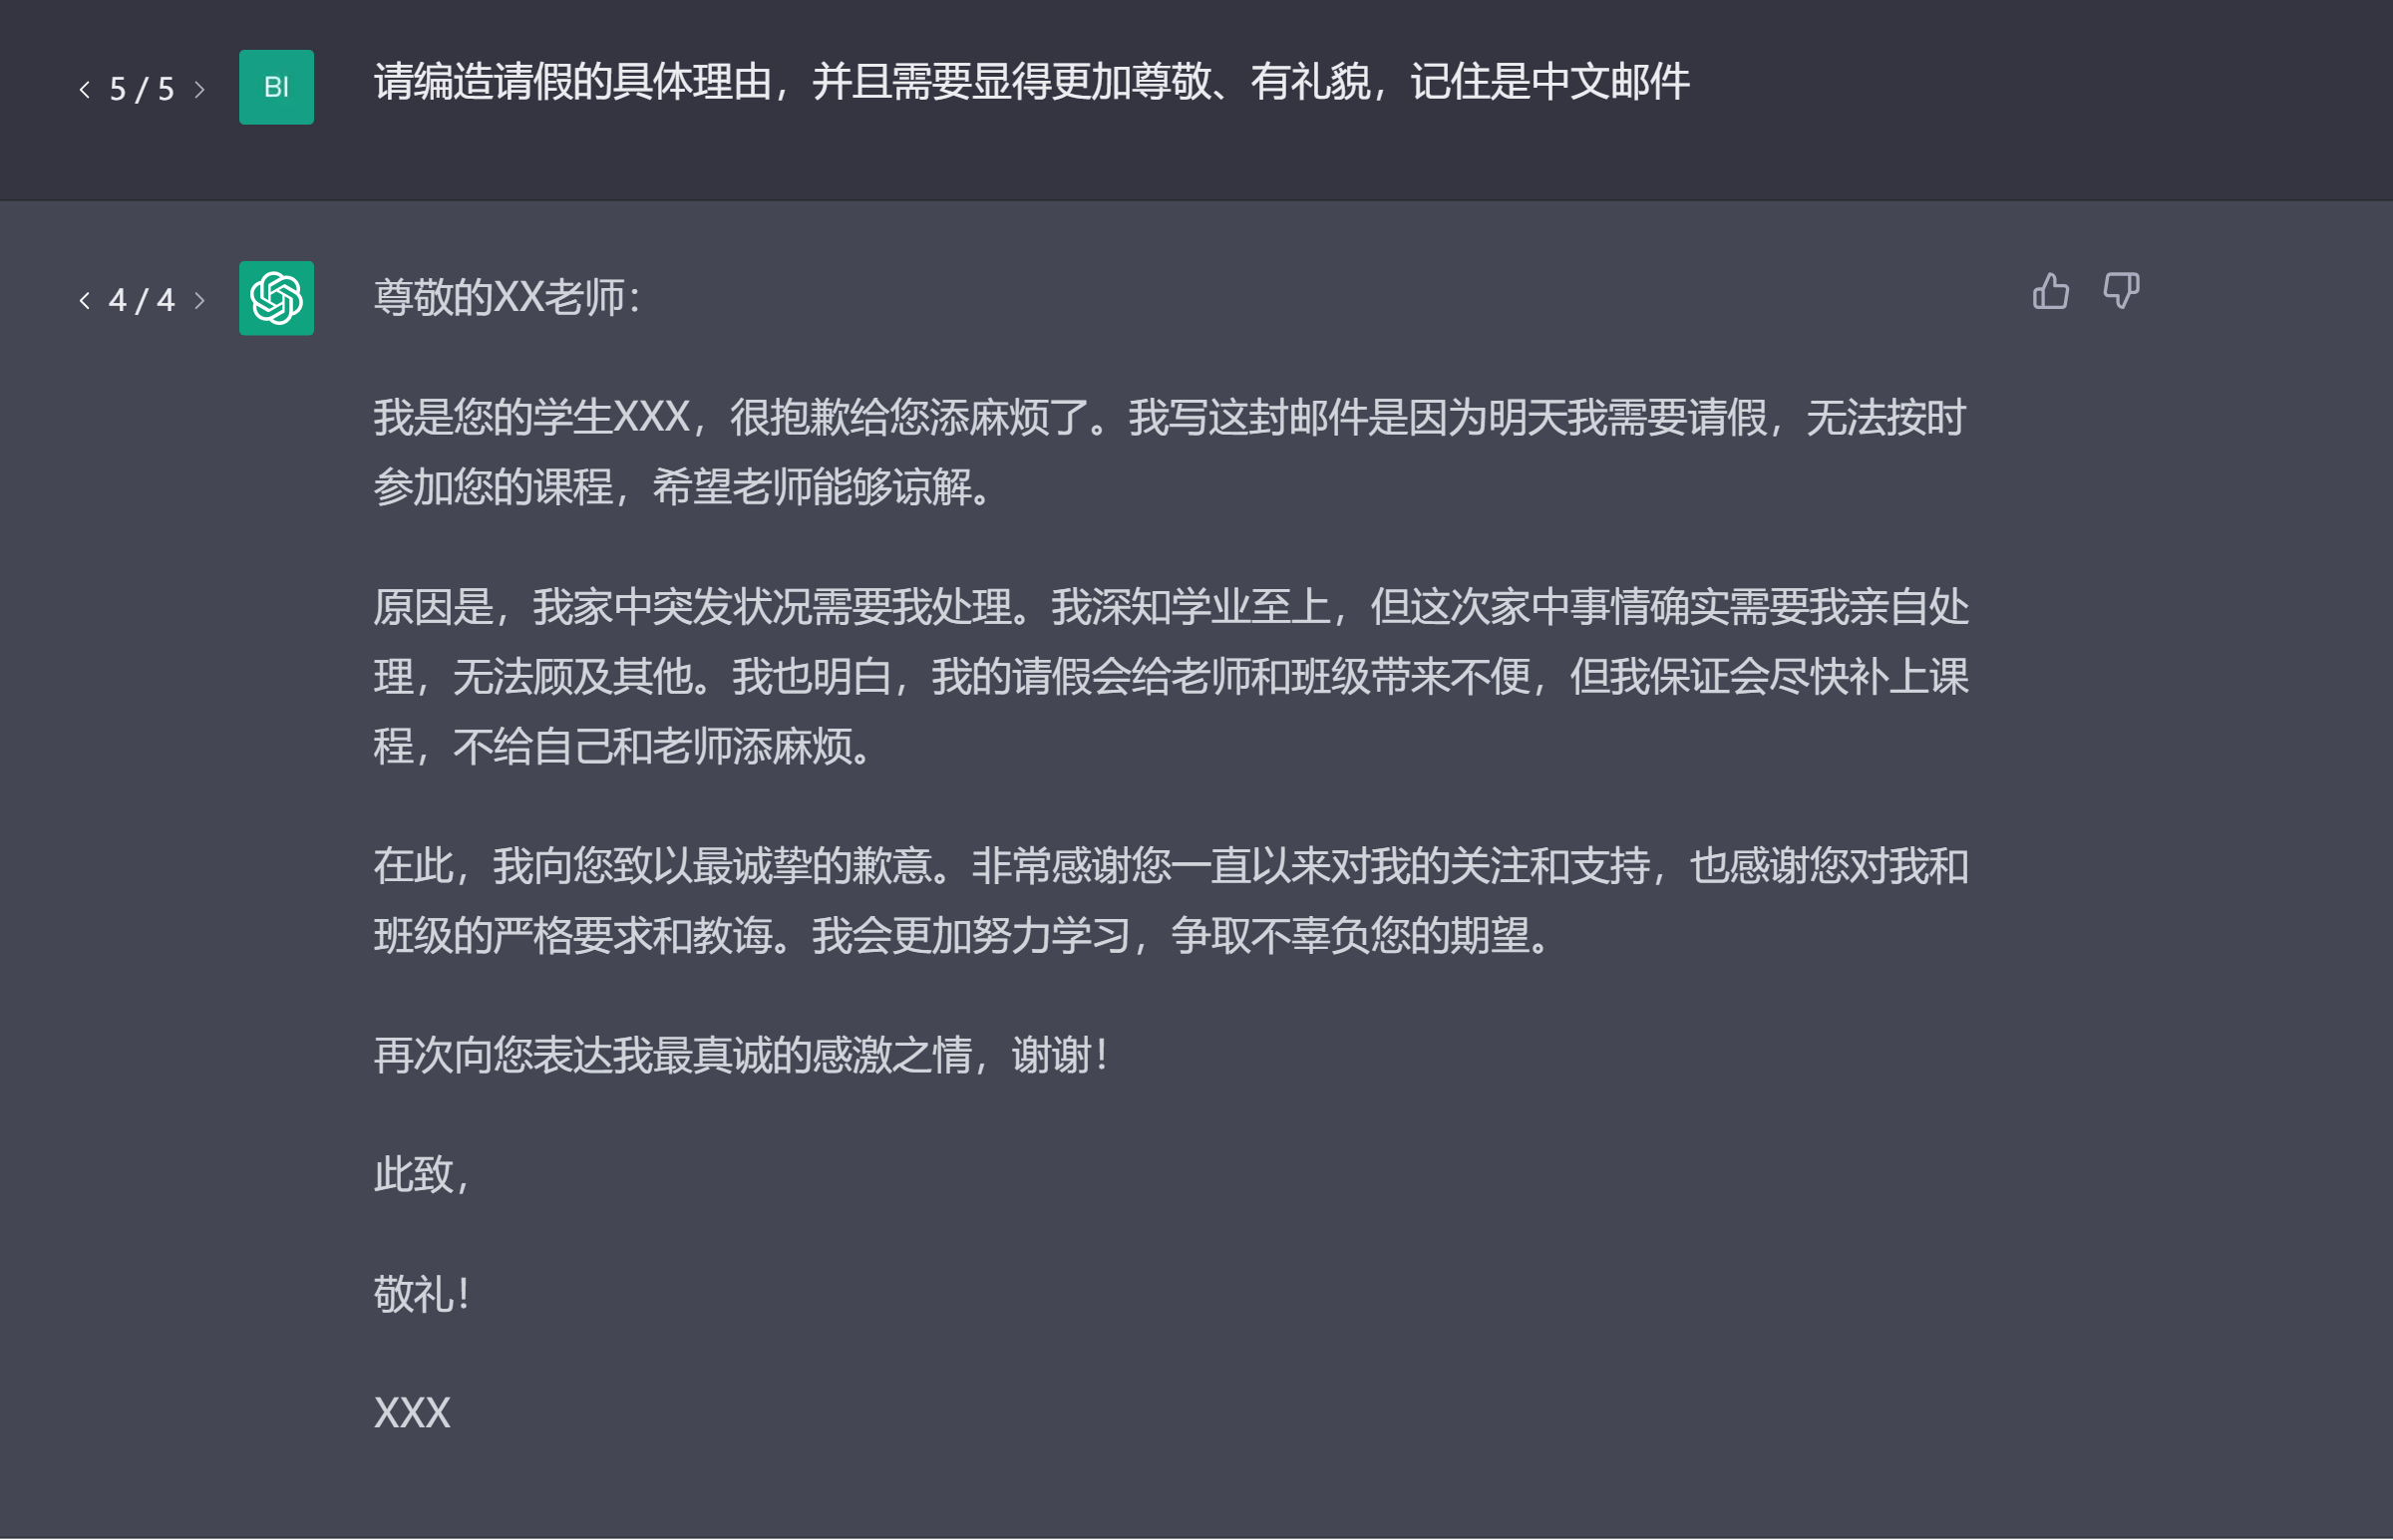 < 5 / 5 >
BI
请编造请假的具体理由，并且需要显得更加尊敬、有礼貌，记住是中文邮件
< 4 / 4 >
尊敬的XX老师：
我是您的学生XXX，很抱歉给您添麻烦了。我写这封邮件是因为明天我需要请假，无法按时
参加您的课程，希望老师能够谅解。
原因是，我家中突发状况需要我处理。我深知学业至上，但这次家中事情确实需要我亲自处
理，无法顾及其他。我也明白，我的请假会给老师和班级带来不便，但我保证会尽快补上课
程，不给自己和老师添麻烦。
在此，我向您致以最诚挚的歉意。非常感谢您一直以来对我的关注和支持，也感谢您对我和
班级的严格要求和教诲。我会更加努力学习，争取不辜负您的期望。
再次向您表达我最真诚的感激之情，谢谢！
此致，
敬礼！
XXX